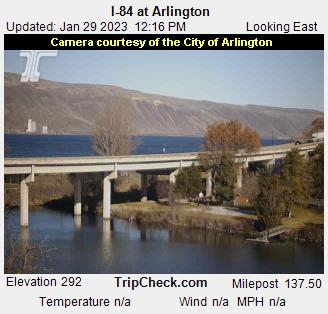 I-84 at Arlington
Updated: Jan 29 2023 12:16 PM Looking East
Camera courtesy of the City of Arlington
Elevation 292 TripCheck.com Milepost 137.50
Temperature n/a Wind n/a MPH n/a